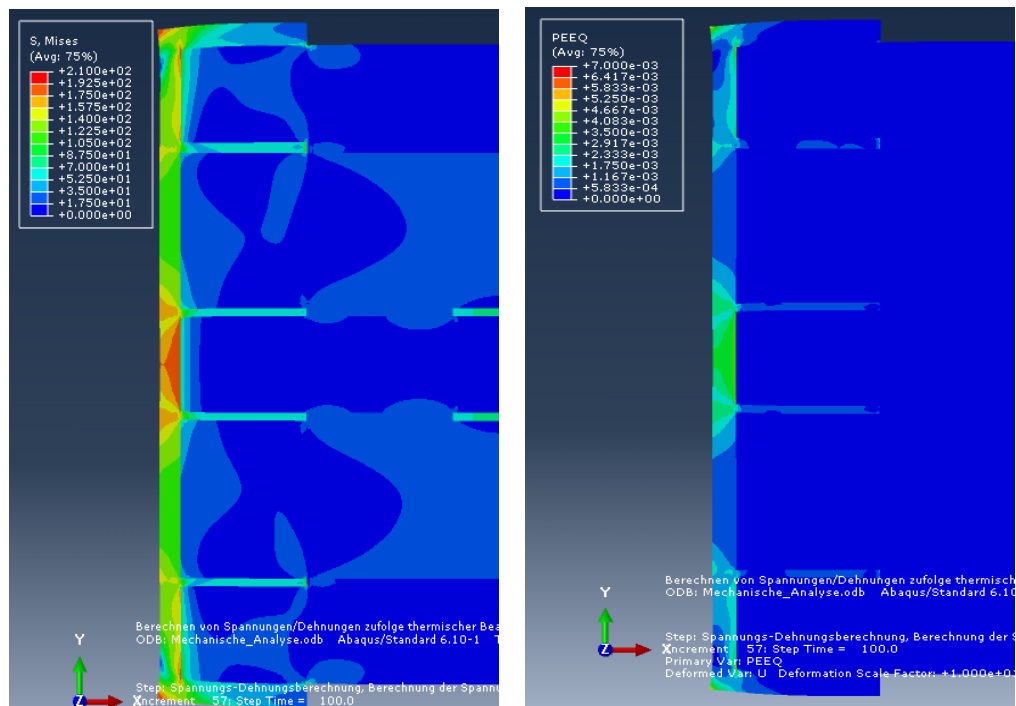 S, Mises
(Avg: 75%)
+2.100e+02
+1.925e+02
+1.750e+02
+1.575e+02
+1.400e+02
+1.225e+02
+1.050e+02
+8.750e+01
+7.000e+01
+5.250e+01
+3.500e+01
+1.750e+01
+0.000e+00
Y
Z
X
Berechnen von Spannungen/Dehnungen zufolge thermischer Bea
ODB: Mechanische_Analyse.odb Abaqus/Standard 6.10-1 T
Step: Spannungs-Dehnungsberechnung, Berechnung der Spannu
Increment 57: Step Time = 100.0
PEEQ
(Avg: 75%)
+7.000e-03
+6.417e-03
+5.833e-03
+5.250e-03
+4.667e-03
+4.083e-03
+3.500e-03
+2.917e-03
+2.333e-03
+1.750e-03
+1.167e-03
+5.833e-04
+0.000e+00
Y
Z
X
Berechnen von Spannungen/Dehnungen zufolge thermisch
ODB: Mechanische_Analyse.odb Abaqus/Standard 6.10
Step: Spannungs-Dehnungsberechnung, Berechnung der S
Increment 57: Step Time = 100.0
Primary Var: PEEQ
Deformed Var: U Deformation Scale Factor: +1.000e+0